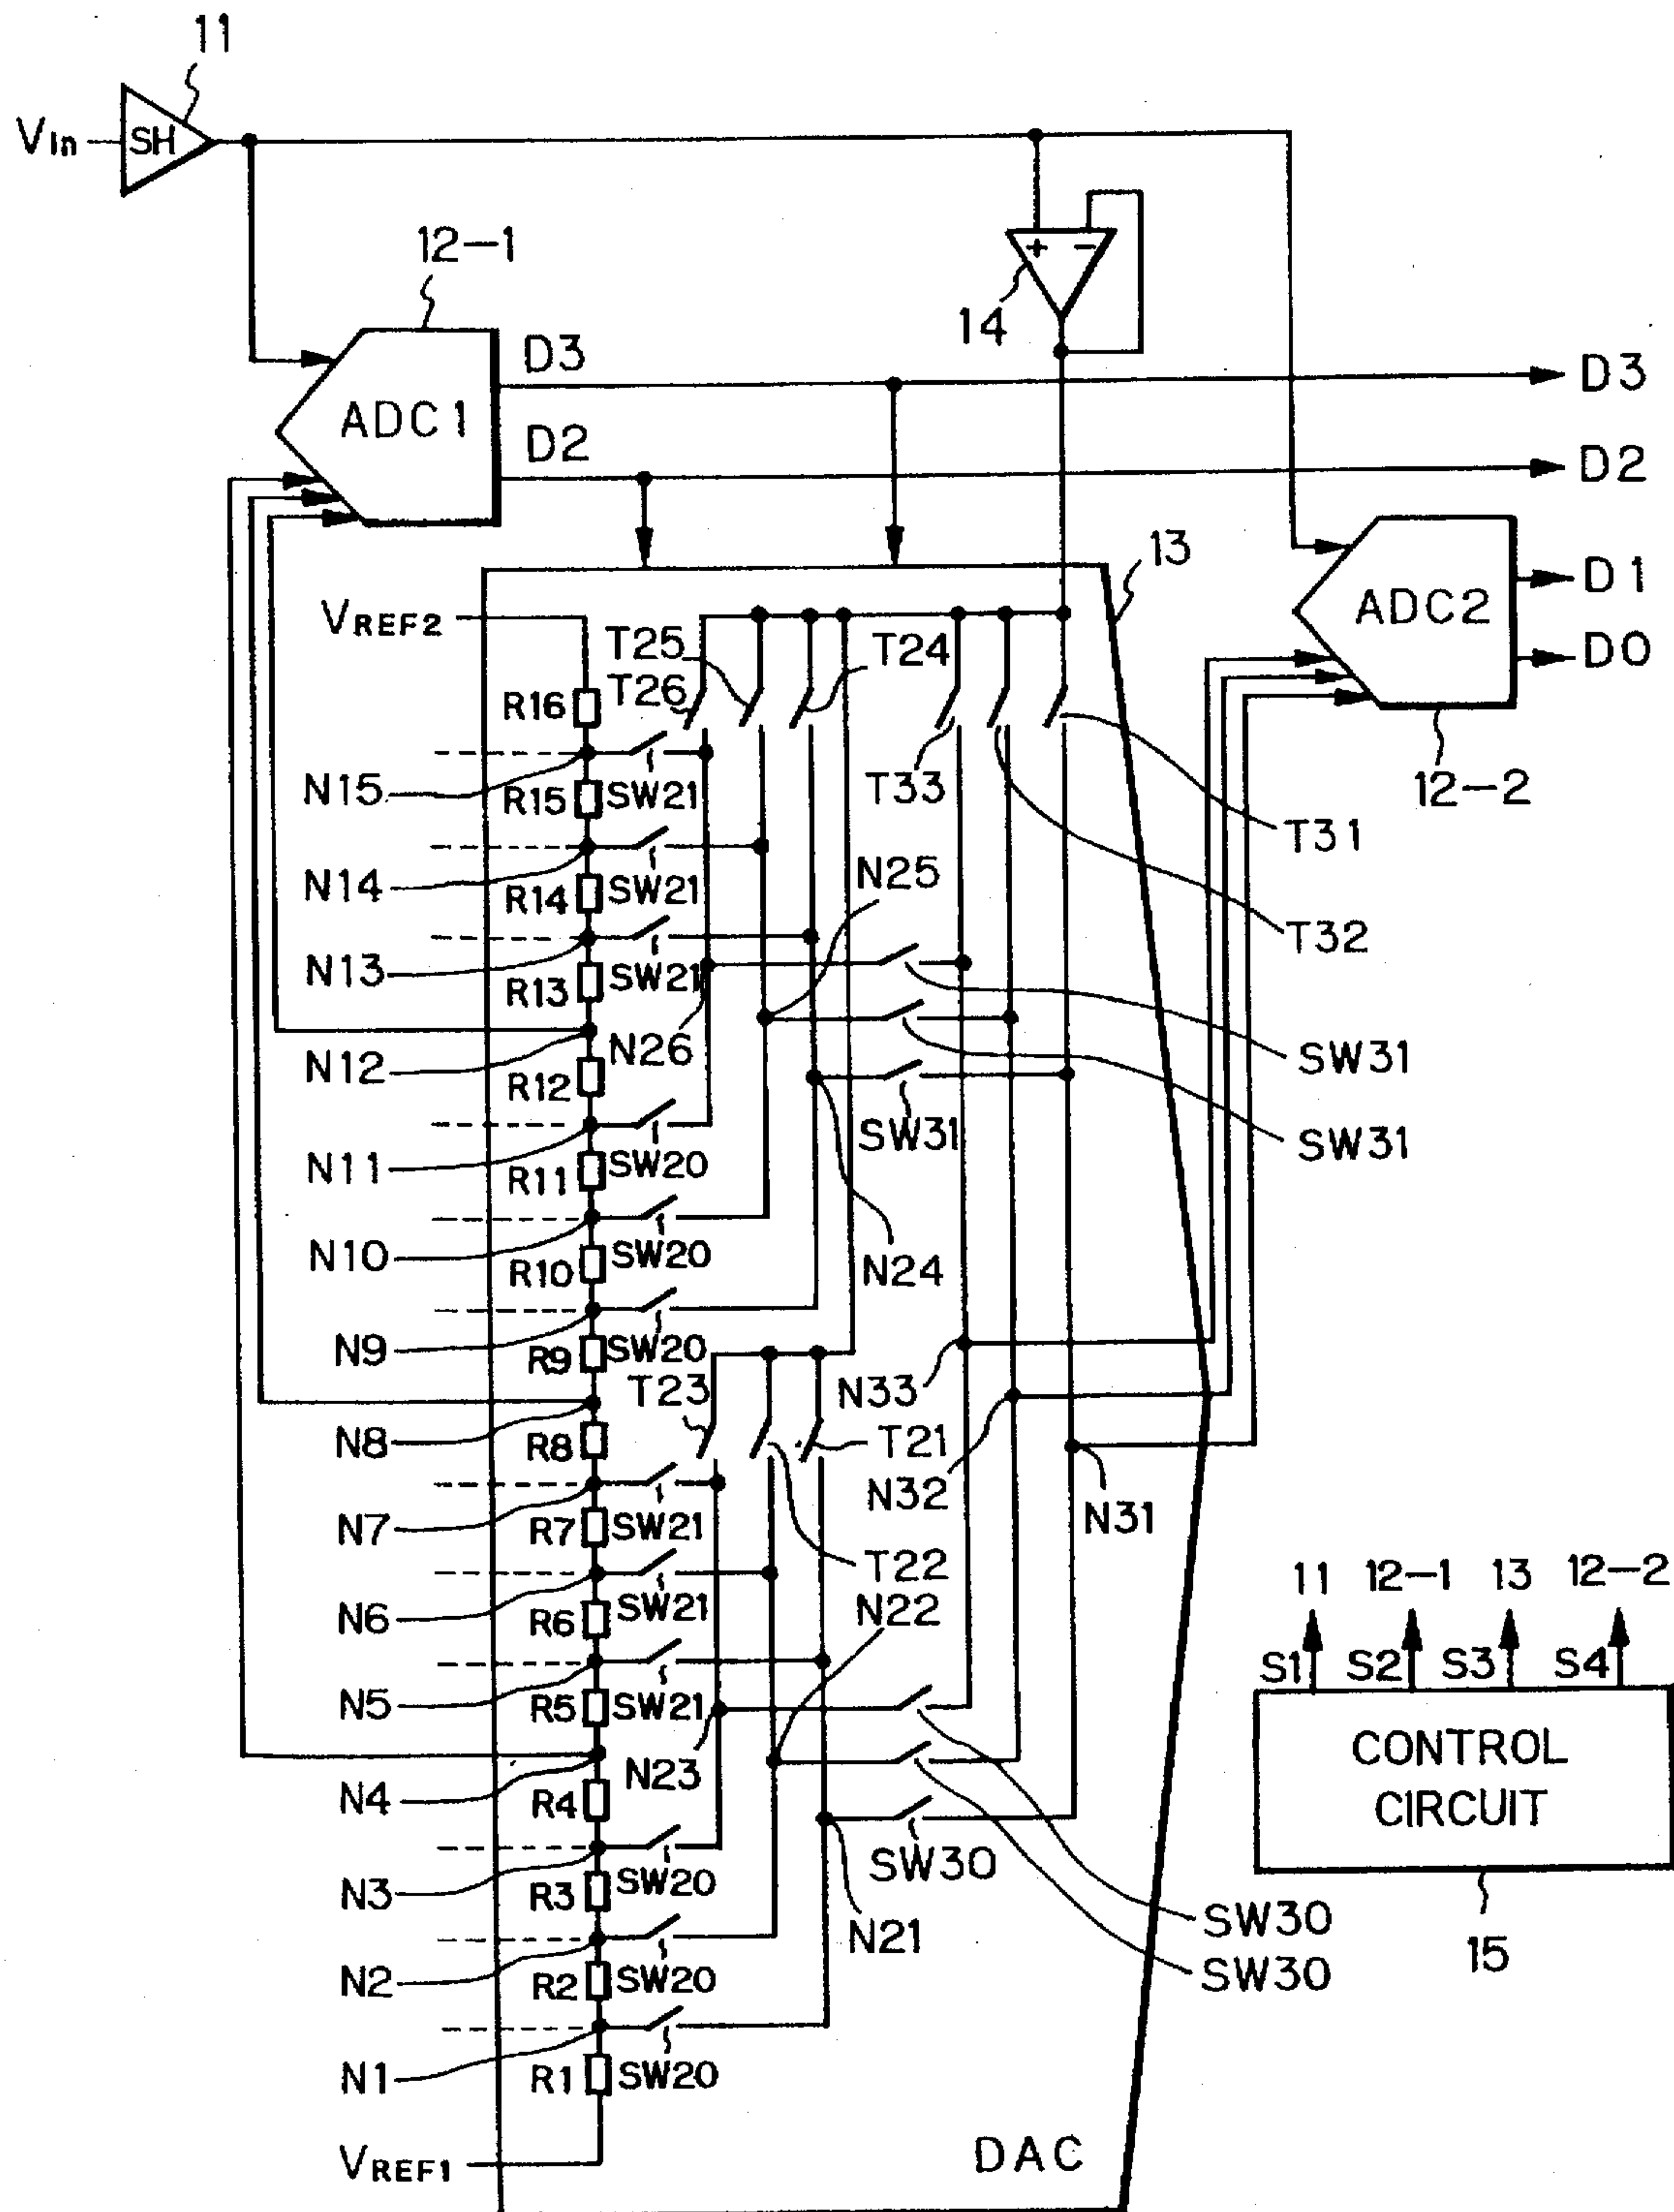 11
VIn
SH
12-1
+ -
14
D3
D3
ADC1
D2
D2
13
D1
ADC2
D0
VREF2
T25
T24
T26
R16
T33
12-2
N15
R15
SW21
T31
N14
R14
SW21
N25
T32
N13
R13
SW21
N12
N26
SW31
R12
SW31
SW31
N11
R11
SW20
N10
R10
SW20
N24
N9
R9
SW20
T23
N33
N8
R8
T21
N32
N31
N7
R7
SW21
T22
N6
R6
SW21
N22
11
12-1
13
12-2
S1
S2
S3
S4
N5
R5
SW21
N23
N4
R4
CONTROL
CIRCUIT
SW30
N3
R3
SW20
SW30
N21
15
N2
R2
SW20
SW30
N1
R1
SW20
DAC
VREF1